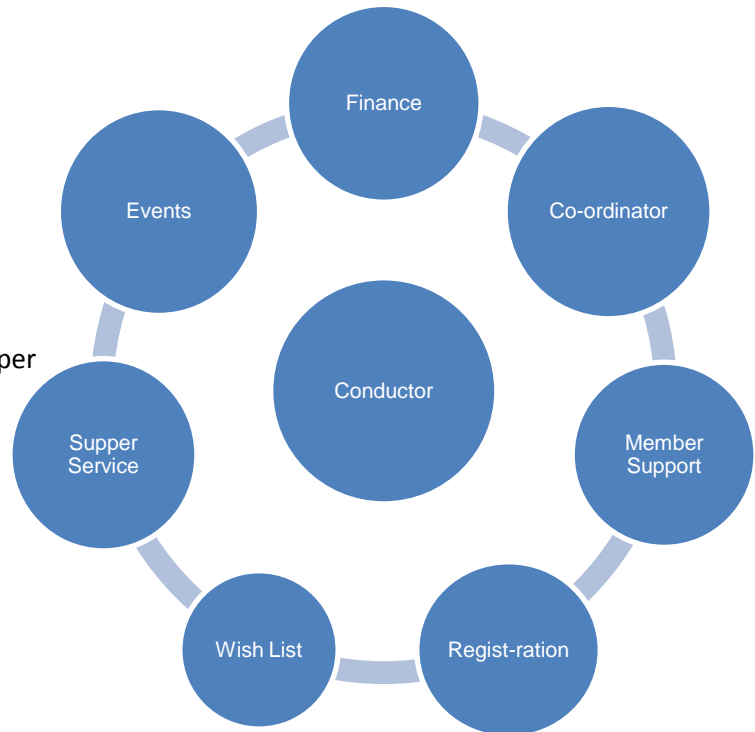 Finance
Events
Co-ordinator
per
Conductor
Supper
Service
Member
Support
Wish List
Regist-ration